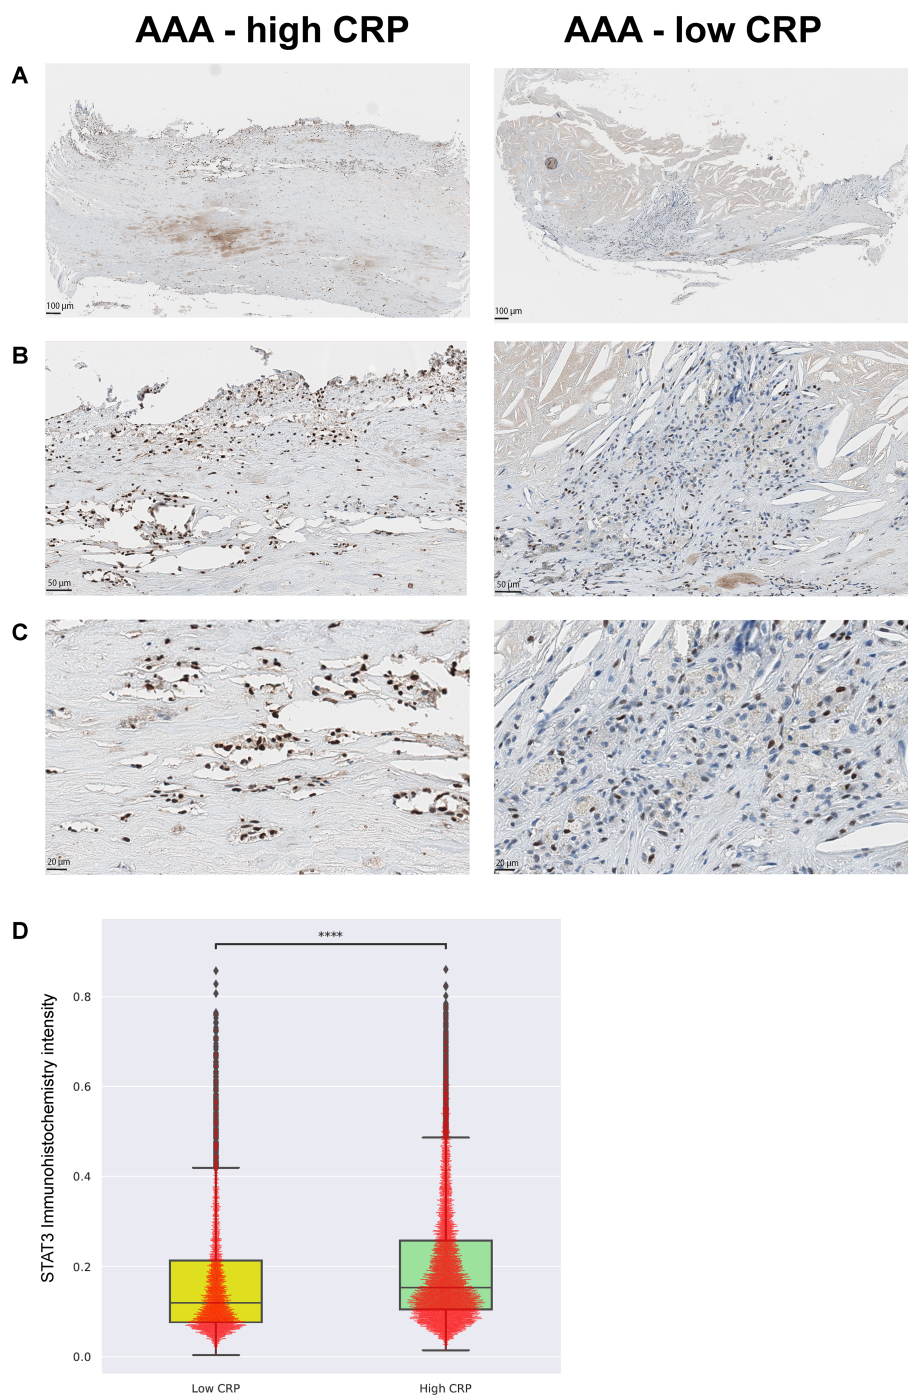 AAA - high CRP
AAA - low CRP
A
100 µm
100 µm
B
50 µm
50 µm
C
20 µm
20 µm
D
****
STAT3 Immunohistochemistry intensity
0.8
0.6
0.4
0.2
0.0
Low CRP
High CRP